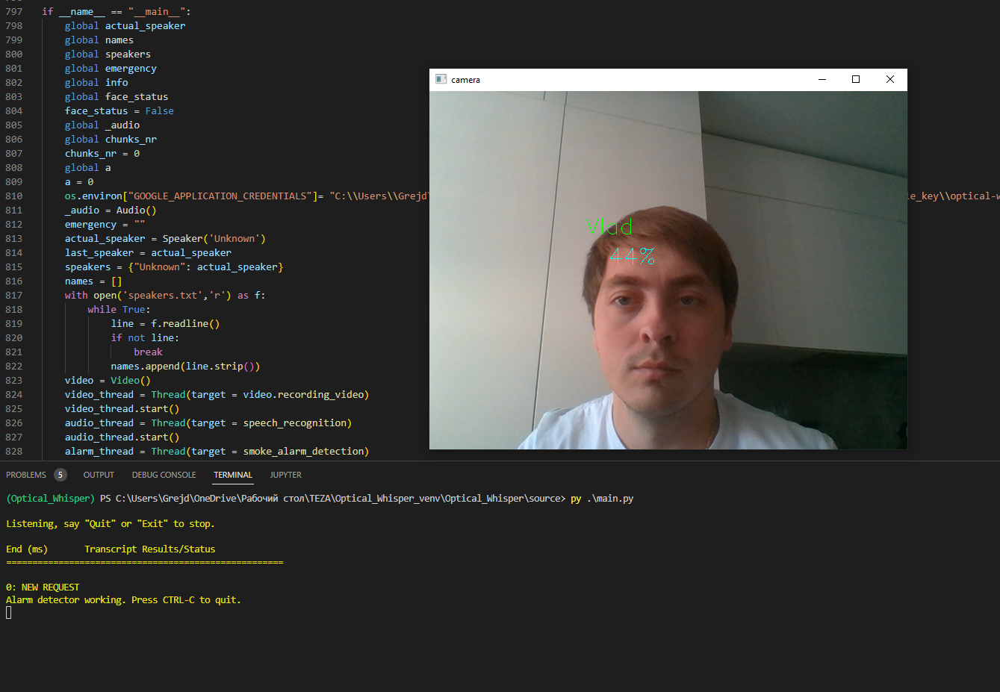 797 if __name__ == "__main__":
798 global actual_speaker
799 global names
800 global speakers
801 global emergency
802 global info
803 global face_status
804 face_status = False
805 global _audio
806 global chunks_nr
807 chunks_nr = 0
808 global a
809 a = 0
810 os.environ["GOOGLE_APPLICATION_CREDENTIALS"]= "C:\\Users\\Grejd\ le_key\\optical-w
811 _audio = Audio()
812 emergency = ""
813 actual_speaker = Speaker('Unknown')
814 last_speaker = actual_speaker
815 speakers = {"Unknown": actual_speaker}
816 names = []
817 with open('speakers.txt','r') as f:
818 while True:
819 line = f.readline()
820 if not line:
821 break
822 names.append(line.strip())
823 video = Video()
824 video_thread = Thread(target = video.recording_video)
825 video_thread.start()
826 audio_thread = Thread(target = speech_recognition)
827 audio_thread.start()
828 alarm_thread = Thread(target = smoke_alarm_detection)
camera
Vlad
44%
PROBLEMS 5 OUTPUT DEBUG CONSOLE TERMINAL JUPYTER
(Optical_Whisper) PS C:\Users\Grejd\OneDrive\Рабочий стол\TEZA\Optical_Whisper_venv\Optical_Whisper\source> py .\main.py
Listening, say "Quit" or "Exit" to stop.
End (ms) Transcript Results/Status
=====================================================
0: NEW REQUEST
Alarm detector working. Press CTRL-C to quit.